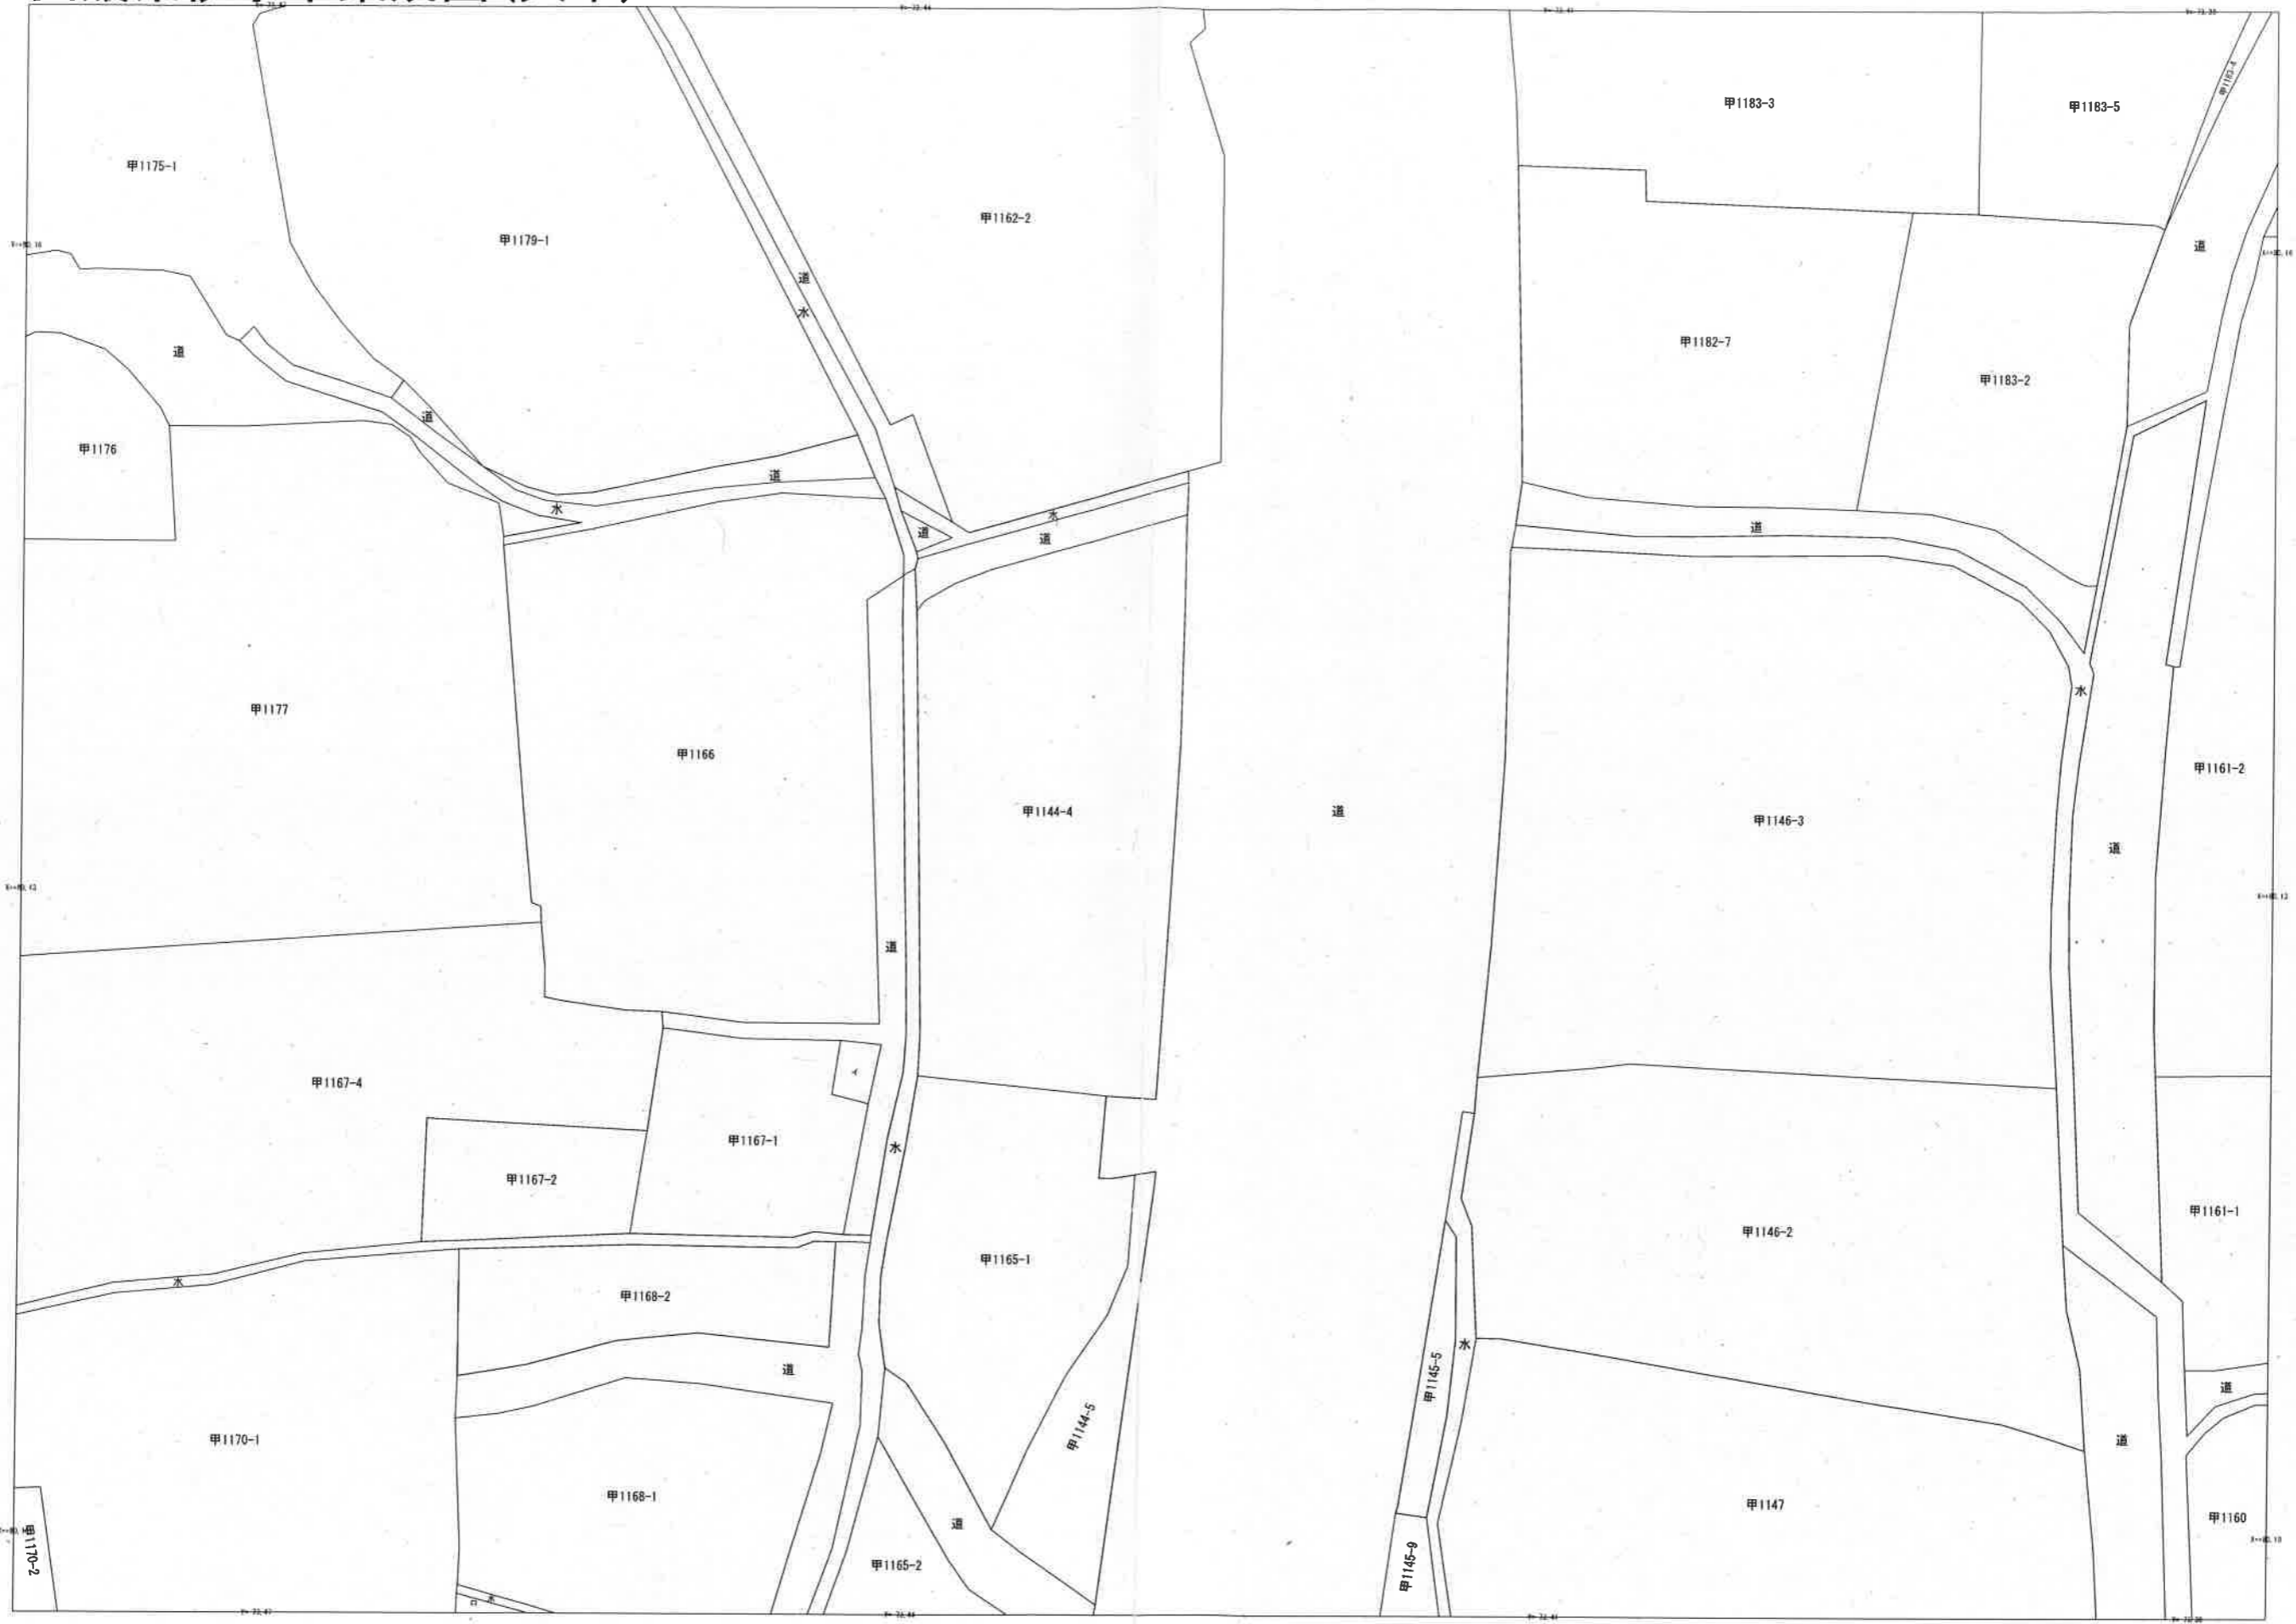 甲1183-4
甲1183-3
甲1183-5
甲1175-1
甲1162-2
甲1179-1
道
道
水
甲1182-7
道
甲1183-2
道
甲1176
道
水
水
道
道
道
水
甲1177
甲1166
甲1161-2
甲1144-4
道
甲1146-3
道
道
イ
甲1167-4
甲1167-1
水
甲1167-2
甲1161-1
甲1146-2
甲1165-1
水
甲1168-2
水
道
甲1145-5
道
甲1144-5
甲1170-1
道
甲1168-1
甲1147
甲1160
道
甲1170-2
甲1165-2
甲1145-9
ロ
水